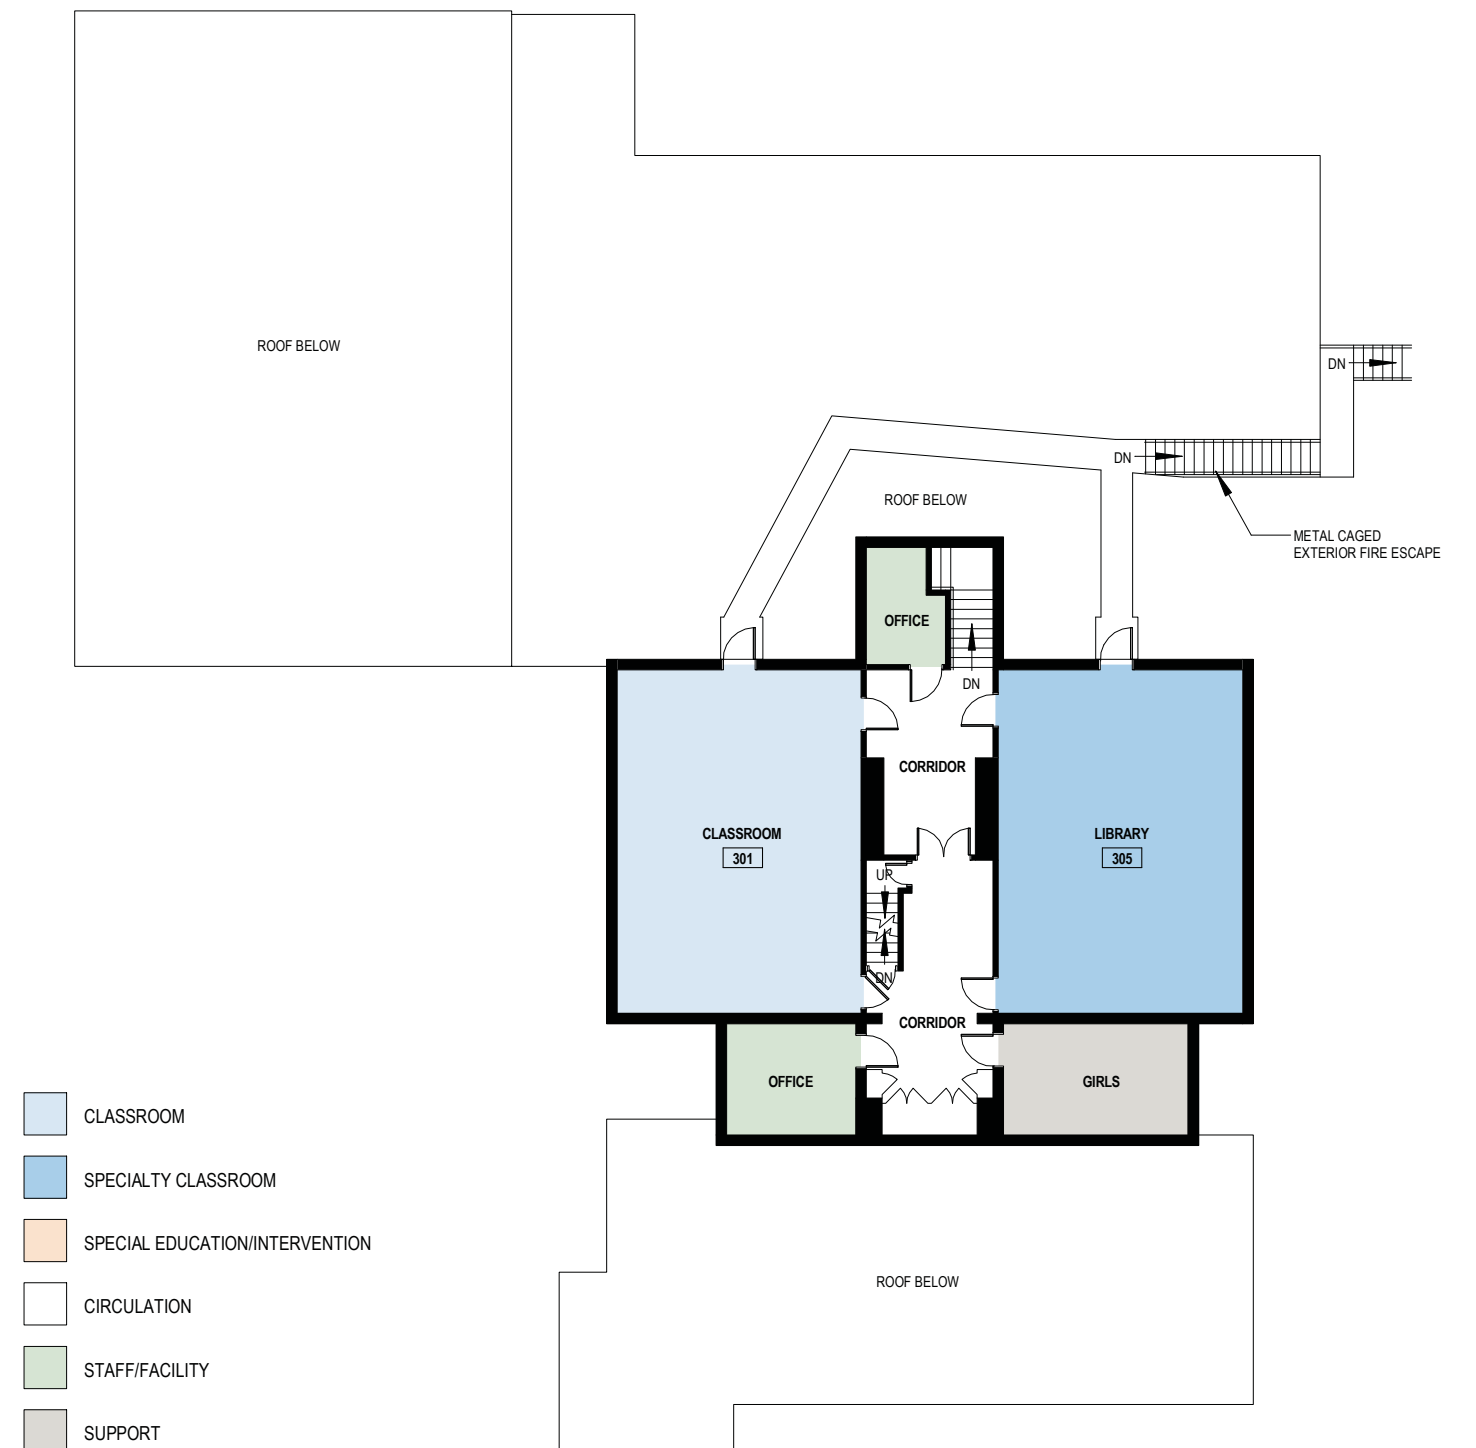 ROOF BELOW
DN
DN
ROOF BELOW
METAL CAGED
EXTERIOR FIRE ESCAPE
OFFICE
DN
CORRIDOR
CLASSROOM
301
LIBRARY
305
UP
DN
CORRIDOR
OFFICE
GIRLS
ROOF BELOW
CLASSROOM
SPECIALTY CLASSROOM
SPECIAL EDUCATION/INTERVENTION
CIRCULATION
STAFF/FACILITY
SUPPORT